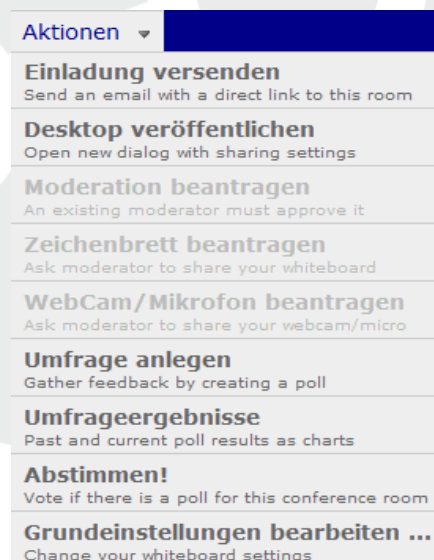 Aktionen
Einladung versenden
Send an email with a direct link to this room
Desktop veröffentlichen
Open new dialog with sharing settings
Moderation beantragen
An existing moderator must approve it
Zeichenbrett beantragen
Ask moderator to share your whiteboard
WebCam/Mikrofon beantragen
Ask moderator to share your webcam/micro
Umfrage anlegen
Gather feedback by creating a poll
Umfrageergebnisse
Past and current poll results as charts
Abstimmen!
Vote if there is a poll for this conference room
Grundeinstellungen bearbeiten ...
Change your whiteboard settings